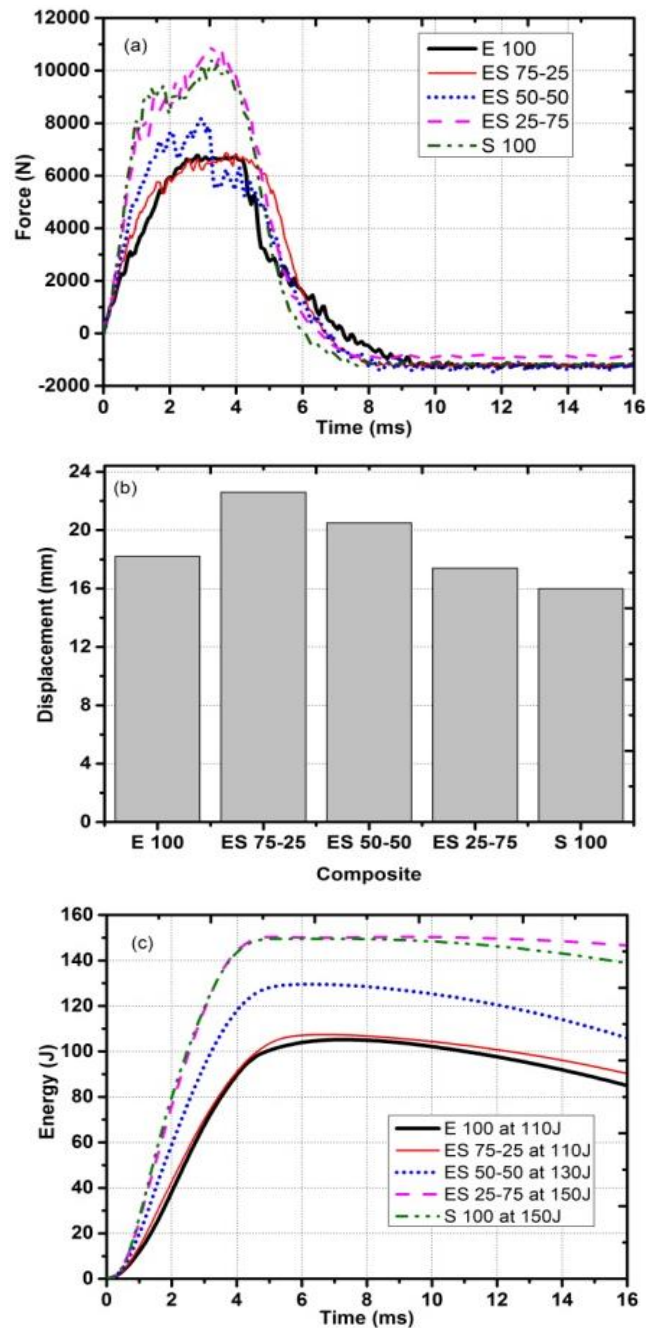 (a)
E 100
ES 75-25
ES 50-50
ES 25-75
S 100
12000
10000
8000
6000
4000
2000
0
-2000
Force (N)
0 2 4 6 8 10 12 14 16
Time (ms)
(b)
24
20
16
12
8
4
0
Displacement (mm)
E 100 ES 75-25 ES 50-50 ES 25-75 S 100
Composite
(c)
160
140
120
100
80
60
40
20
0
Energy (J)
E 100 at 110J
ES 75-25 at 110J
ES 50-50 at 130J
ES 25-75 at 150J
S 100 at 150J
0 2 4 6 8 10 12 14 16
Time (ms)